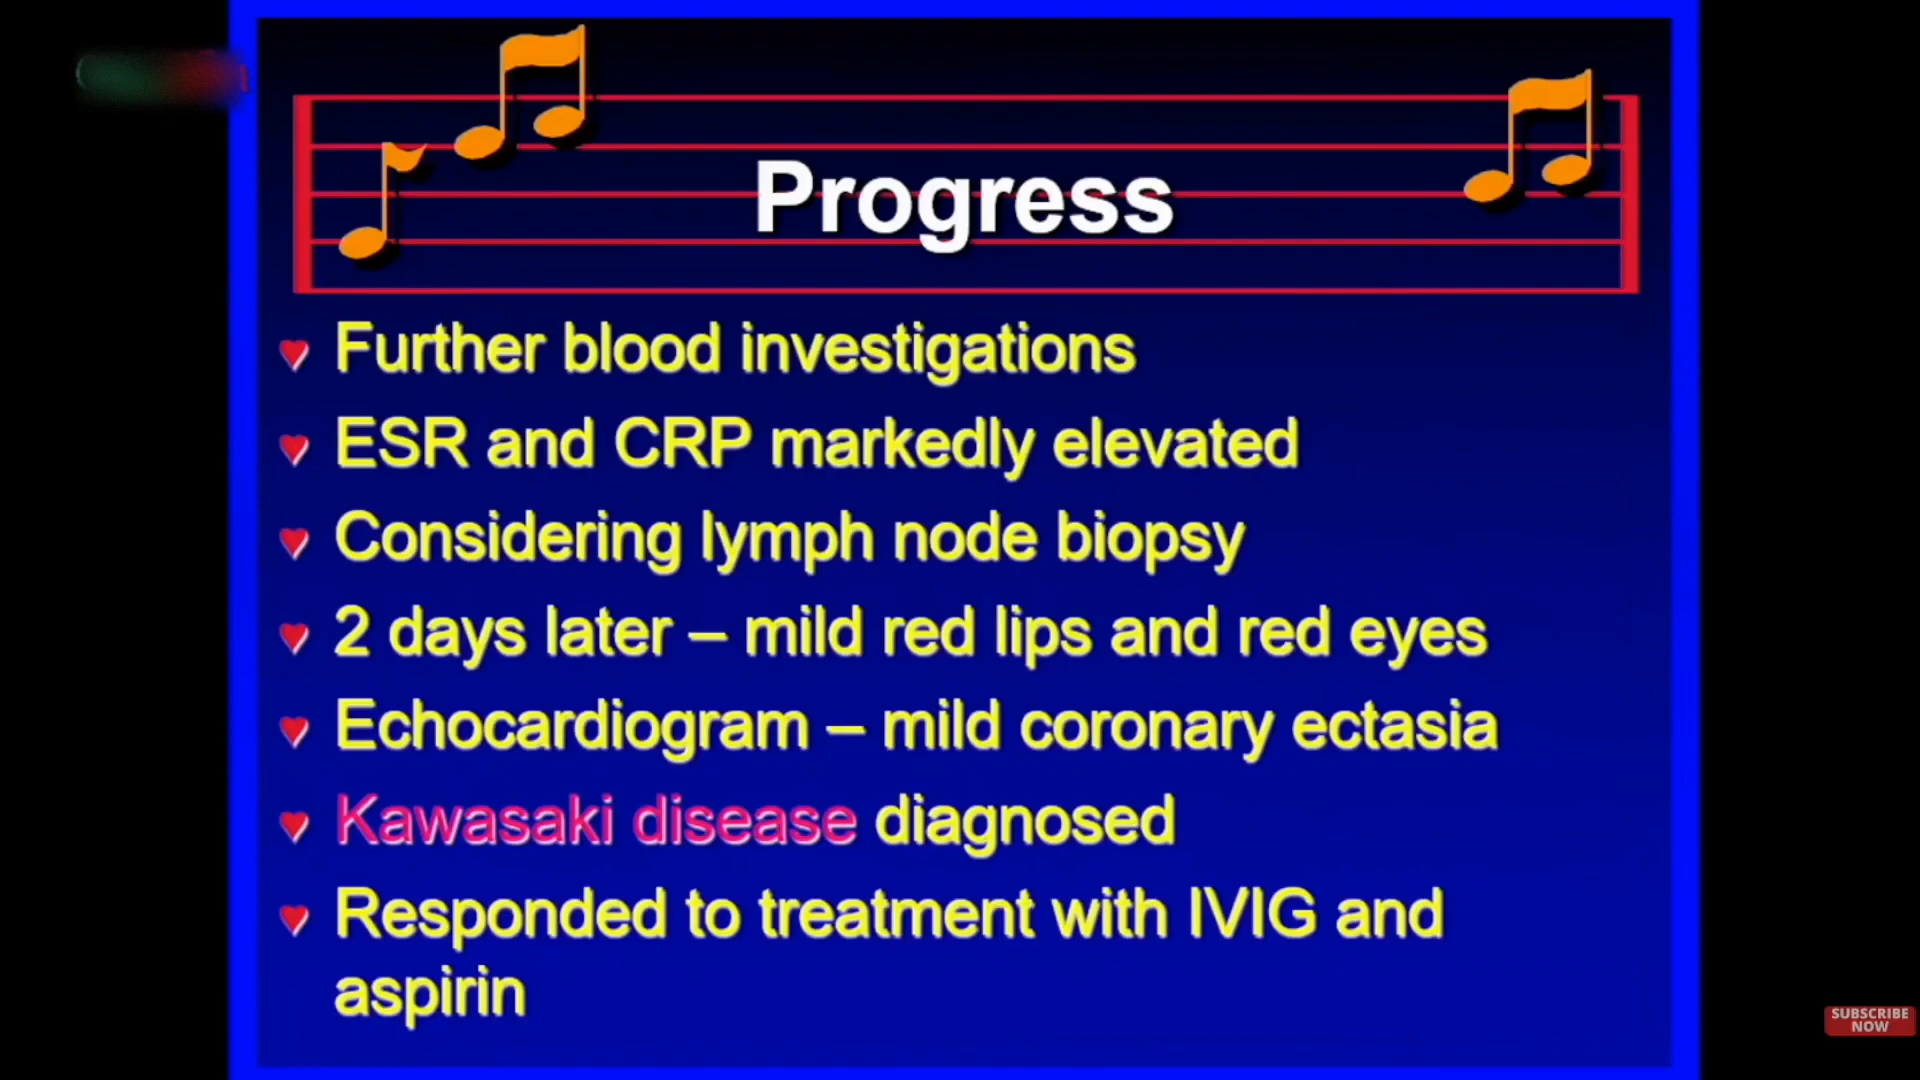 Progress
Further blood investigations
ESR and CRP markedly elevated
Considering lymph node biopsy
2 days later – mild red lips and red eyes
Echocardiogram – mild coronary ectasia
Kawasaki disease diagnosed
Responded to treatment with IVIG and
aspirin
SUBSCRIBE
NOW